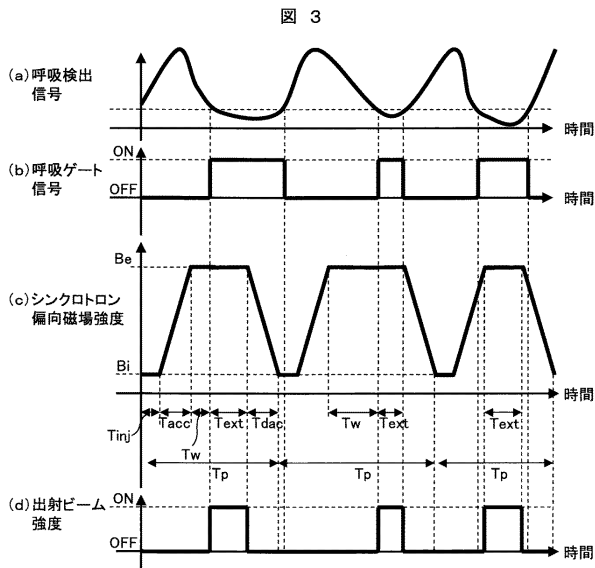 図 3
(a)呼吸検出
信号
時間
(b)呼吸ゲート
信号
ON
OFF
時間
(c)シンクロトロン
偏向磁場強度
Be
Bi
時間
Tinj
Tacc
Tw
Text
Tdac
Tw
Text
Text
Tp
Tp
Tp
(d)出射ビーム
強度
ON
OFF
時間